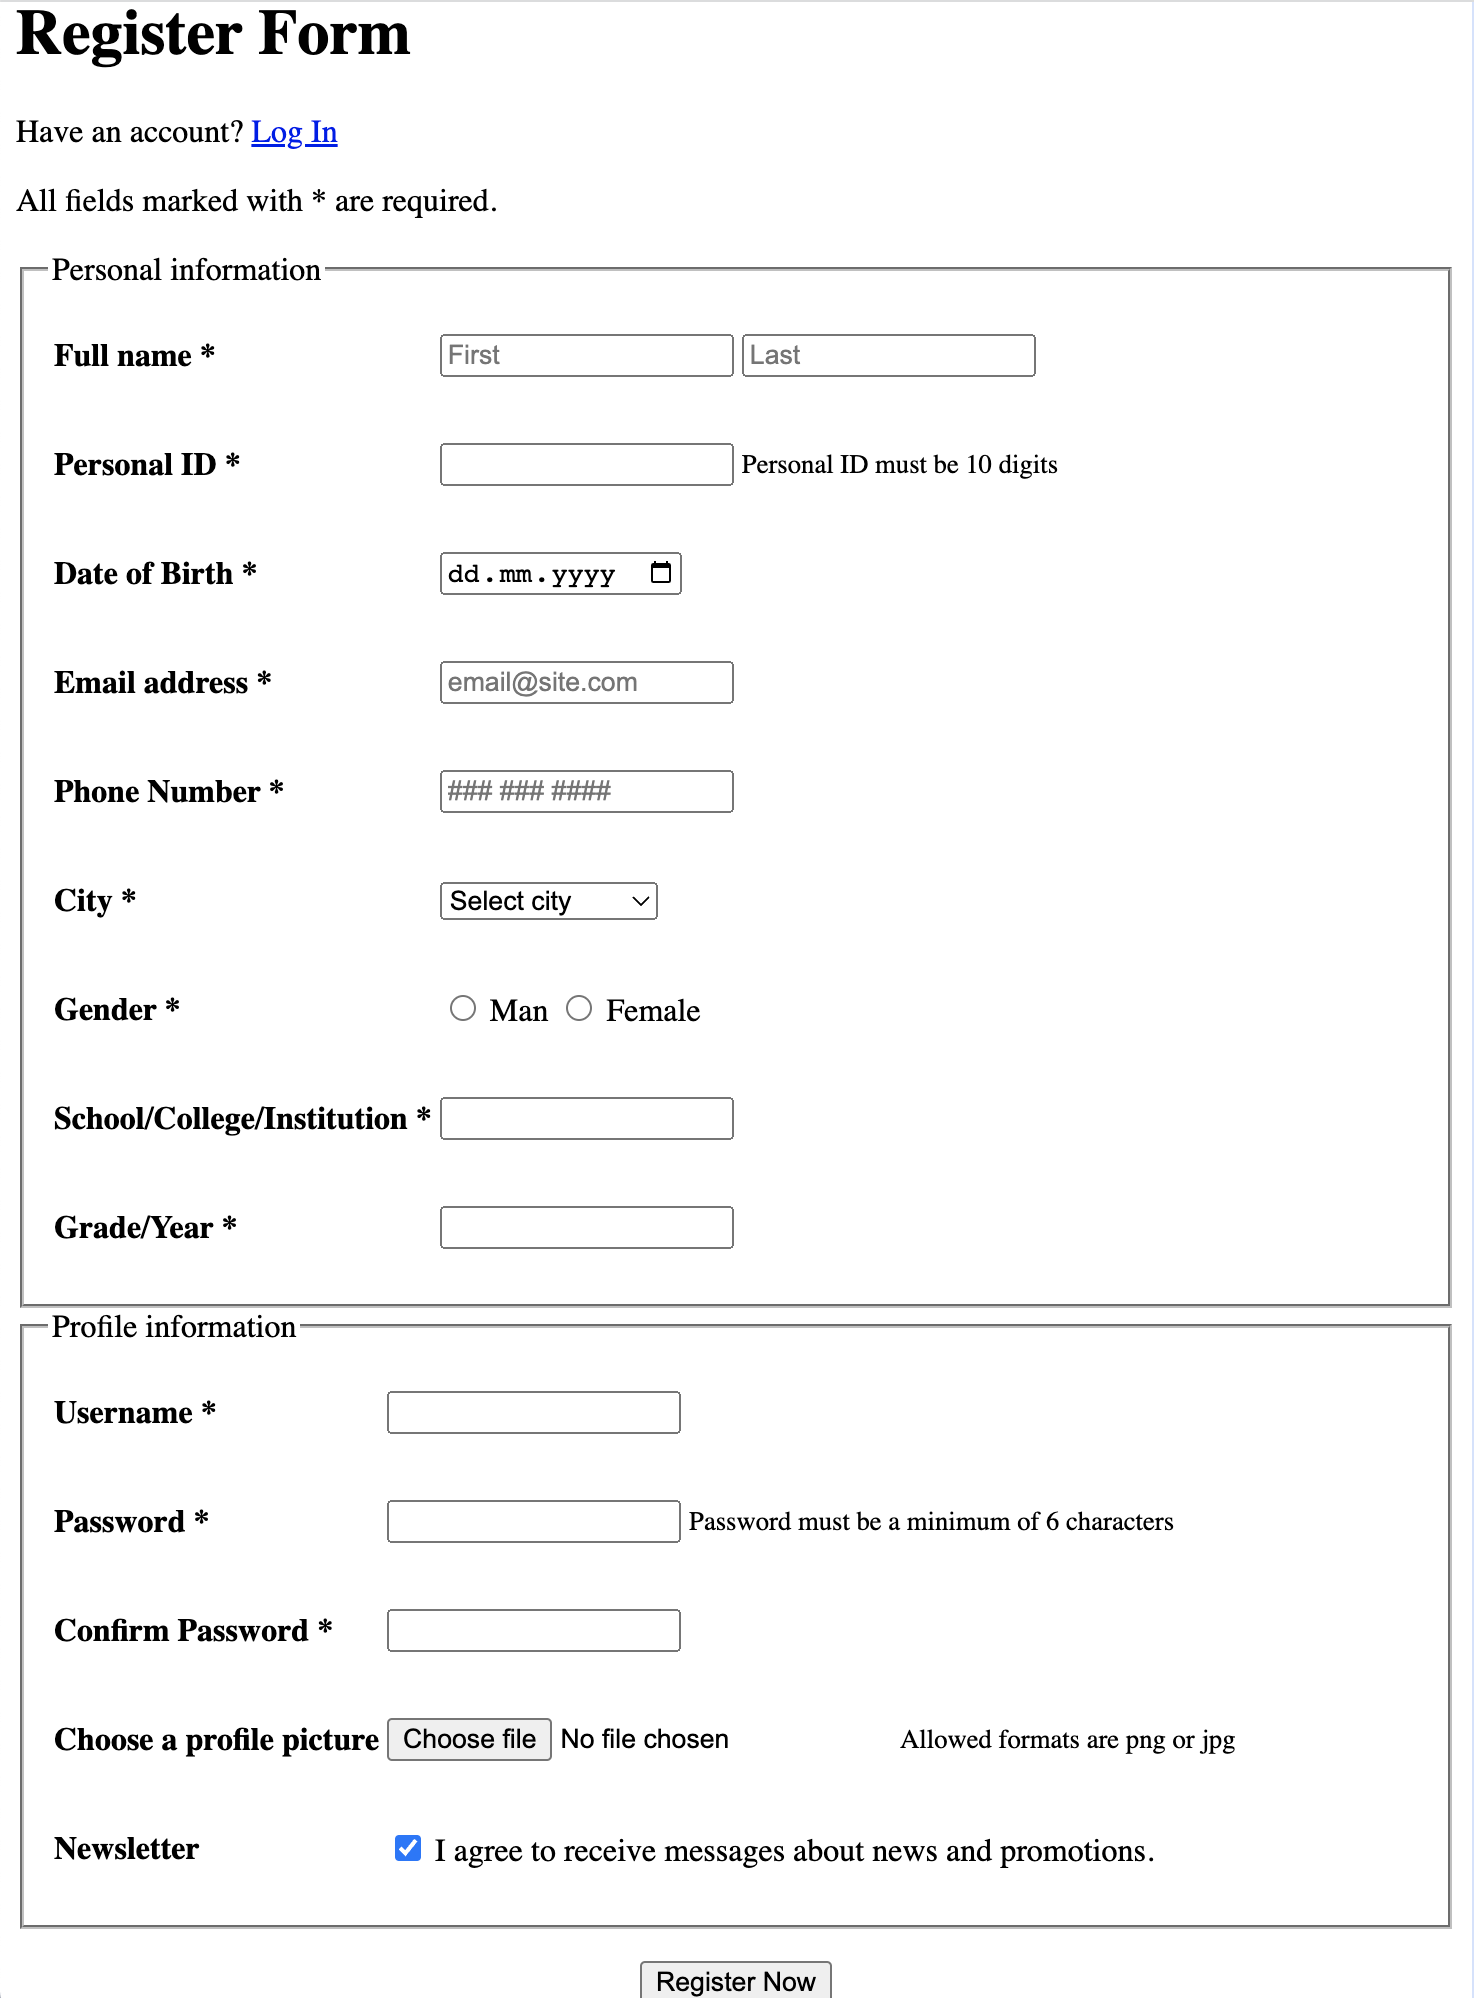 Register Form
Have an account? Log In
All fields marked with * are required.
Personal information
Full name * First Last
Personal ID * Personal ID must be 10 digits
Date of Birth * dd.mm.yyyy
Email address * email@site.com
Phone Number * ### ### ####
City * Select city
Gender * Man Female
School/College/Institution *
Grade/Year *
Profile information
Username *
Password * Password must be a minimum of 6 characters
Confirm Password *
Choose a profile picture Choose file No file chosen Allowed formats are png or jpg
Newsletter I agree to receive messages about news and promotions.
Register Now